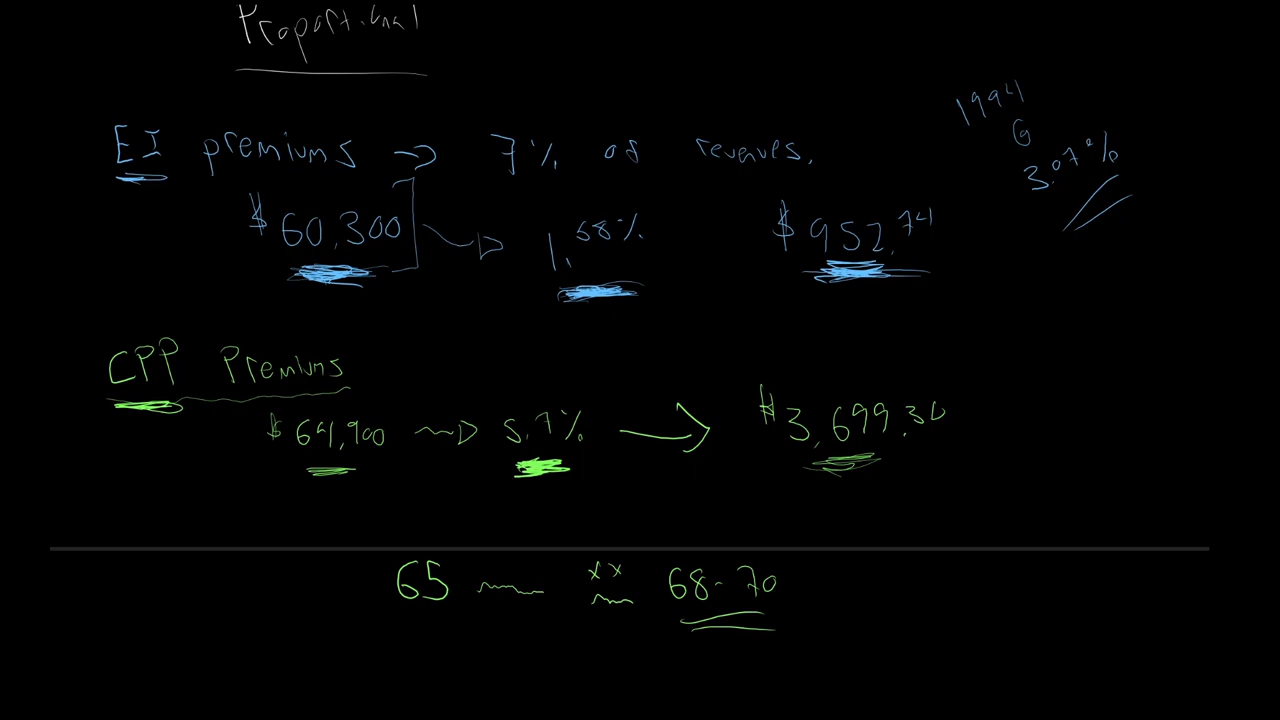 Proportional
1994
@
3.07%
EI premiums → 7% of revenues.
$60,300 → 1.58% $952.74
CPP Premiums
$64,900 → 5.7% → $3,699.30
65 xx 68-70